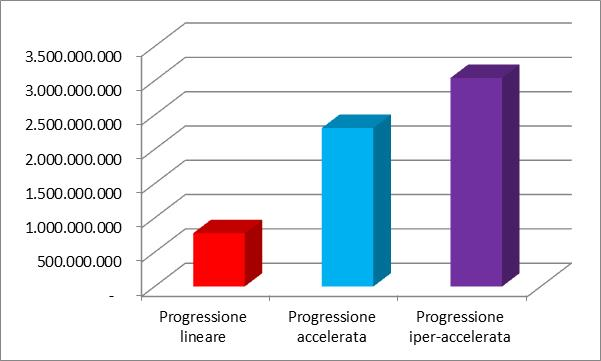 3.500.000.000
3.000.000.000
2.500.000.000
2.000.000.000
1.500.000.000
1.000.000.000
500.000.000
-
Progressione
lineare
Progressione
accelerata
Progressione
iper-accelerata